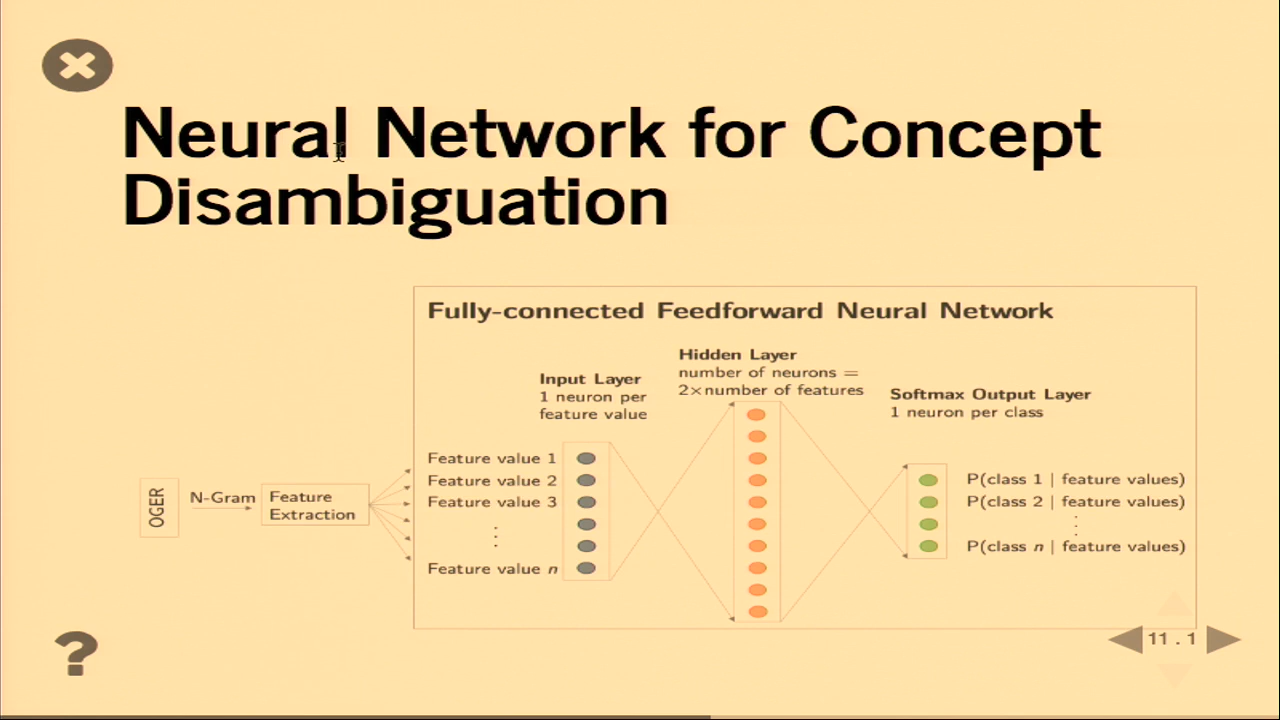 Neural Network for Concept
Disambiguation
Fully-connected Feedforward Neural Network
Hidden Layer
number of neurons =
2×number of features
Input Layer
1 neuron per
feature value
Softmax Output Layer
1 neuron per class
OGER
N-Gram
Feature
Extraction
Feature value 1
Feature value 2
Feature value 3
⋮
Feature value n
P(class 1 | feature values)
P(class 2 | feature values)
⋮
P(class n | feature values)
?
11 . 1